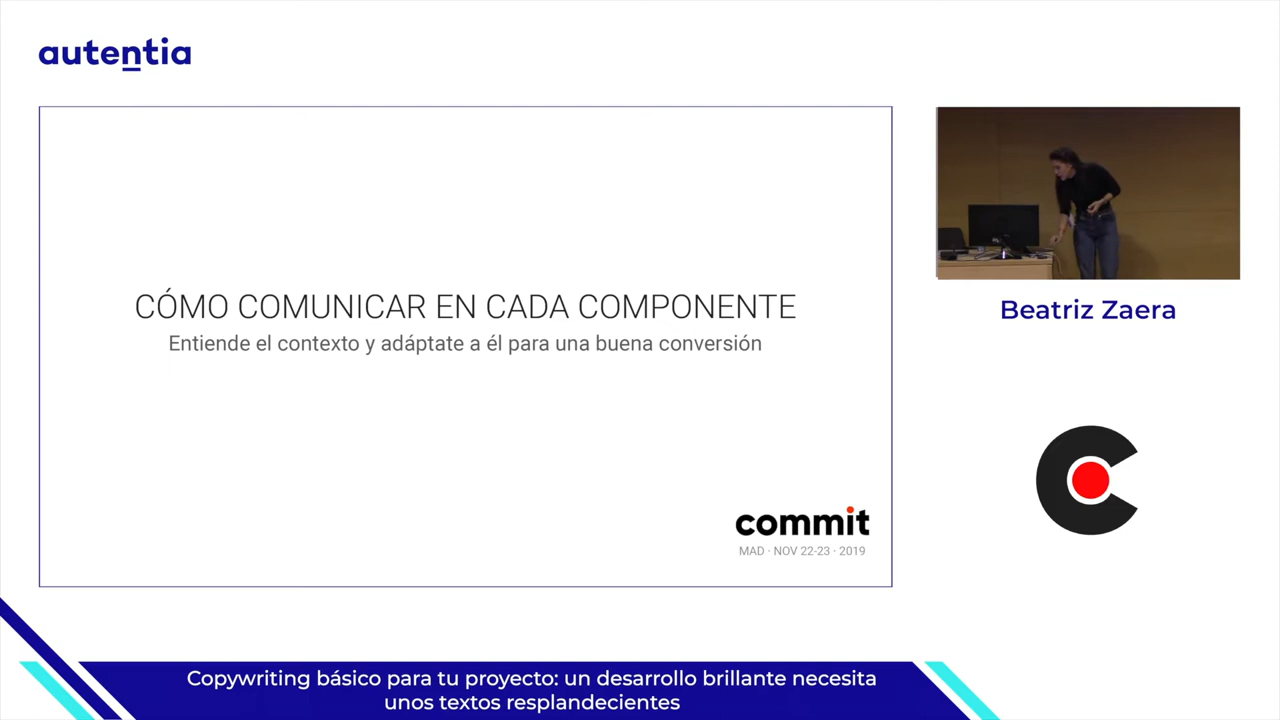 autentia
CÓMO COMUNICAR EN CADA COMPONENTE
Entiende el contexto y adáptate a él para una buena conversión
commit
MAD · NOV 22-23 · 2019
Beatriz Zaera
Copywriting básico para tu proyecto: un desarrollo brillante necesita
unos textos resplandecientes